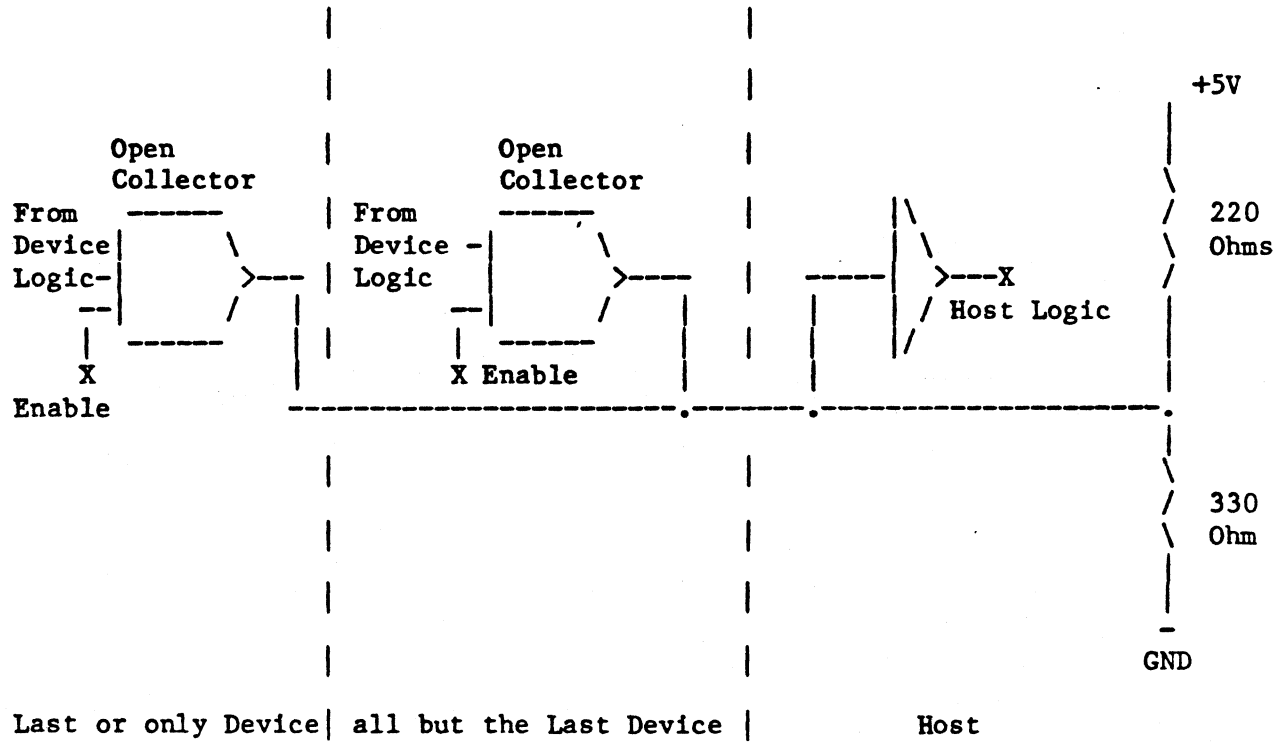 +5V
Open
Collector
Open
Collector
From
Device
Logic
From
Device
Logic
220
Ohms
X
Host Logic
X
Enable
X Enable
330
Ohm
GND
Last or only Device
all but the Last Device
Host